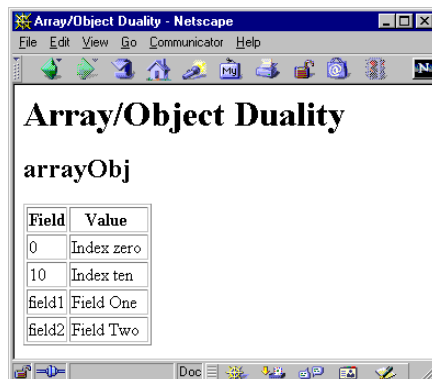 Array/Object Duality - Netscape
File Edit View Go Communicator Help
My
N
Array/Object Duality
arrayObj
Field Value
0 Index zero
10 Index ten
field1 Field One
field2 Field Two
Doc